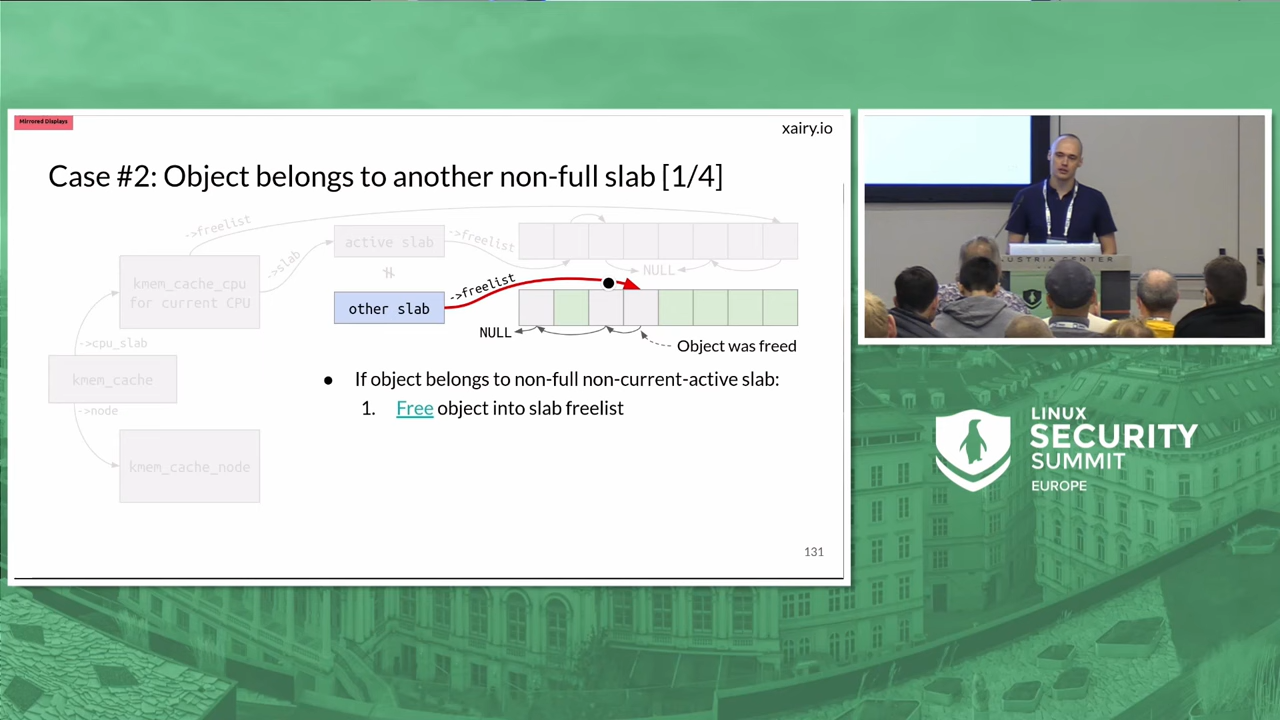 Mirrored Displays
xairy.io
Case #2: Object belongs to another non-full slab [1/4]
->freelist
active slab
->freelist
->slab
kmem_cache_cpu
for current CPU
NULL
other slab
->freelist
NULL
Object was freed
->cpu_slab
kmem_cache
->node
kmem_cache_node
● If object belongs to non-full non-current-active slab:
1. Free object into slab freelist
131
AUSTRIA CENTER
LINUX
SECURITY
SUMMIT
EUROPE